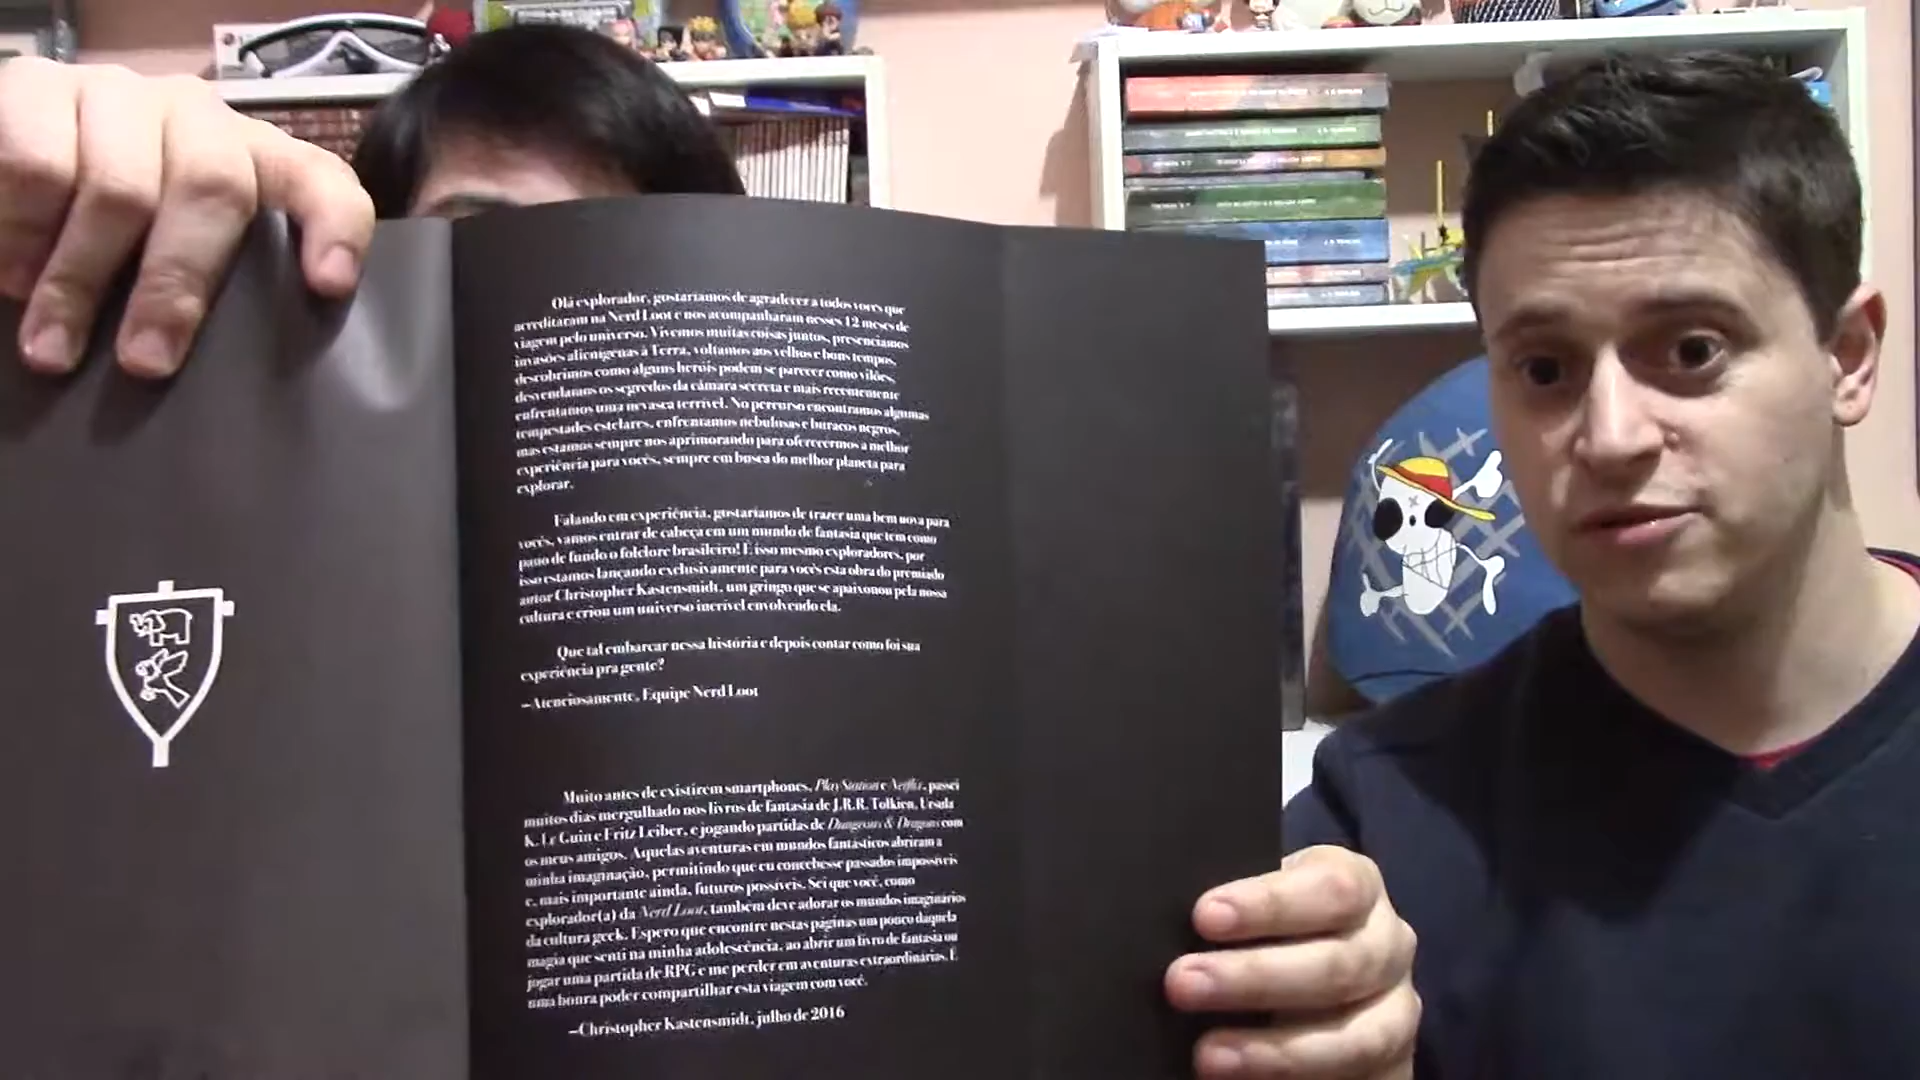 Olá explorador, gostaríamos de agradecer a todos vocês que
acreditaram na Nerd Loot e nos acompanharam nesses 12 meses de
viagem pelo universo. Vivemos muitas coisas juntos, presenciamos
invasões alienígenas à Terra, voltamos aos velhos e bons tempos,
descobrimos como alguns heróis podem se parecer como vilões,
desvendamos os segredos da câmara secreta e mais recentemente
enfrentamos uma nevasca terrível. No percurso encontramos algumas
tempestades estelares, enfrentamos nebulosas e buracos negros,
mas estamos sempre nos aprimorando para oferecermos a melhor
experiência para vocês, sempre em busca do melhor planeta para
explorar.
Falando em experiência, gostaríamos de trazer uma bem nova para
vocês, vamos entrar de cabeça em um mundo de fantasia que tem como
pano de fundo o folclore brasileiro! E isso mesmo exploradores, por
isso estamos lançando exclusivamente para vocês esta obra do premiado
autor Christopher Kastensmidt, um gringo que se apaixonou pela nossa
cultura e criou um universo incrível envolvendo ela.
Que tal embarcar nessa história e depois contar como foi sua
experiência pra gente?
—Atenciosamente, Equipe Nerd Loot
Muito antes de existirem smartphones, PlayStation e Netflix, passei
muitos dias mergulhado nos livros de fantasia de J.R.R. Tolkien, Ursula
K. Le Guin e Fritz Leiber, e jogando partidas de Dungeons & Dragons com
os meus amigos. Aquelas aventuras em mundos fantásticos abriram a
minha imaginação, permitindo que eu concebesse passados impossíveis
e, mais importante ainda, futuros possíveis. Sei que você, como
explorador(a) da Nerd Loot, também deve adorar os mundos imaginários
da cultura geek. Espero que encontre nestas páginas um pouco daquela
magia que senti na minha adolescência, ao abrir um livro de fantasia ou
jogar uma partida de RPG e me perder em aventuras extraordinárias. É
uma honra poder compartilhar esta viagem com você.
—Christopher Kastensmidt, julho de 2016